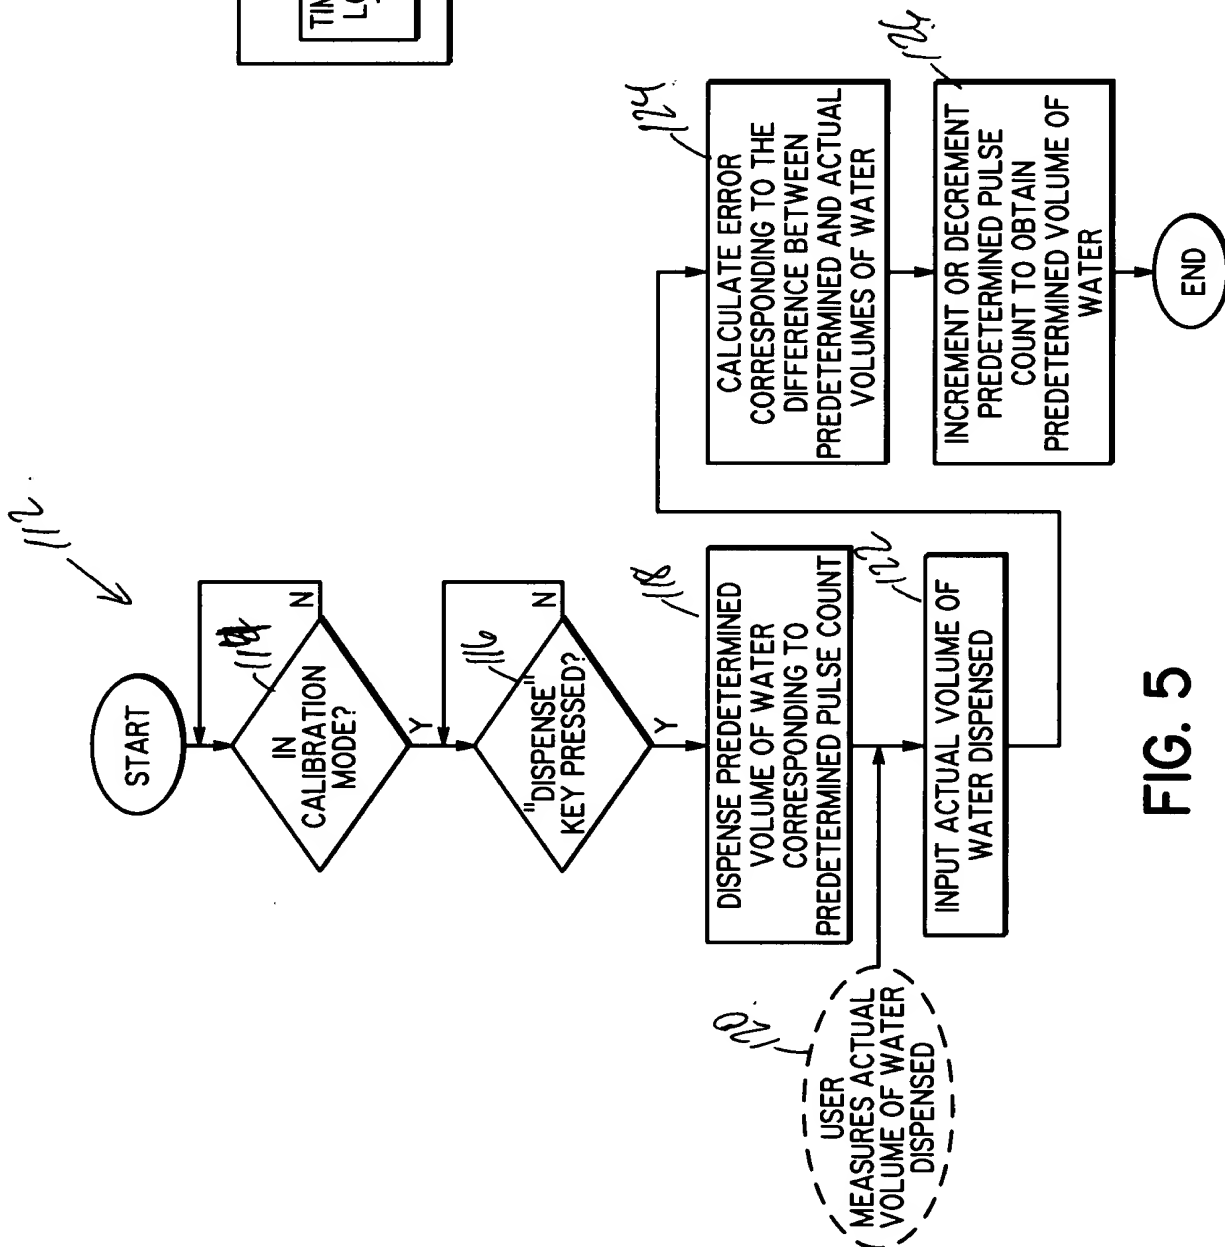 112
START
114
IN
CALIBRATION
MODE?
N
Y
116
"DISPENSE"
KEY PRESSED?
N
Y
118
DISPENSE PREDETERMINED
VOLUME OF WATER
CORRESPONDING TO
PREDETERMINED PULSE COUNT
120
USER
MEASURES ACTUAL
VOLUME OF WATER
DISPENSED
122
INPUT ACTUAL VOLUME OF
WATER DISPENSED
124
CALCULATE ERROR
CORRESPONDING TO THE
DIFFERENCE BETWEEN
PREDETERMINED AND ACTUAL
VOLUMES OF WATER
126
INCREMENT OR DECREMENT
PREDETERMINED PULSE
COUNT TO OBTAIN
PREDETERMINED VOLUME OF
WATER
END
FIG. 5